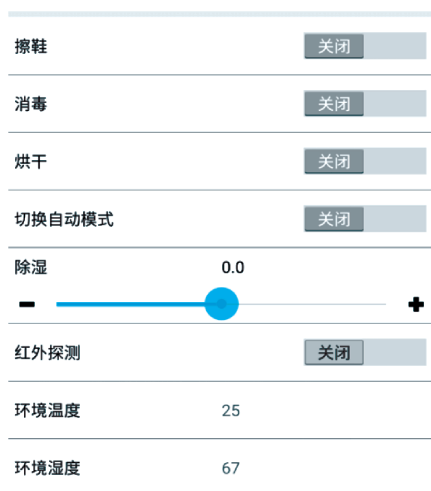 擦鞋 关闭
消毒 关闭
烘干 关闭
切换自动模式 关闭
除湿 0.0
红外探测 关闭
环境温度 25
环境湿度 67